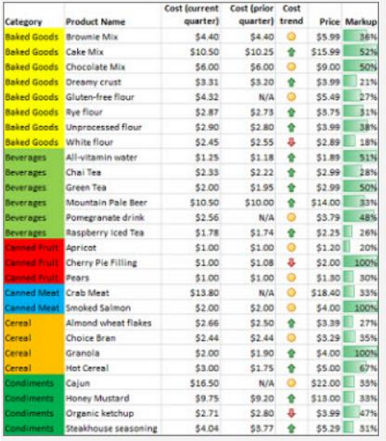 Category Product Name Cost (current quarter) Cost (prior quarter) Cost trend Price Markup
Baked Goods Brownie Mix $4.40 $4.40 $5.99 36%
Baked Goods Cake Mix $10.50 $10.25 $15.99 52%
Baked Goods Chocolate Mix $6.00 $6.00 $9.00 50%
Baked Goods Dreamy crust $3.31 $3.20 $3.99 21%
Baked Goods Gluten-free flour $4.32 N/A $5.49 27%
Baked Goods Rye flour $2.87 $2.73 $3.75 31%
Baked Goods Unprocessed flour $2.90 $2.80 $3.99 38%
Baked Goods White flour $2.45 $2.55 $2.89 18%
Beverages All-vitamin water $1.25 $1.18 $1.89 51%
Beverages Chai Tea $2.33 $2.22 $2.99 28%
Beverages Green Tea $2.00 $1.95 $2.99 50%
Beverages Mountain Pale Beer $10.50 $10.00 $14.00 33%
Beverages Pomegranate drink $2.56 N/A $3.79 48%
Beverages Raspberry Iced Tea $1.78 $1.74 $2.25 26%
Canned Fruit Apricot $1.00 $1.00 $1.20 20%
Canned Fruit Cherry Pie Filling $1.00 $1.08 $2.00 100%
Canned Fruit Pears $1.00 $1.00 $1.30 30%
Canned Meat Crab Meat $13.80 N/A $18.40 33%
Canned Meat Smoked Salmon $2.00 $2.00 $4.00 100%
Cereal Almond wheat flakes $2.66 $2.50 $3.39 27%
Cereal Choice Bran $2.44 $2.44 $3.29 35%
Cereal Granola $2.00 $1.90 $4.00 100%
Cereal Hot Cereal $3.00 $1.75 $5.00 67%
Condiments Cajun $16.50 N/A $22.00 33%
Condiments Honey Mustard $9.75 $9.20 $13.00 33%
Condiments Organic ketchup $2.71 $2.80 $3.99 47%
Condiments Steakhouse seasoning $4.04 $3.77 $5.29 31%